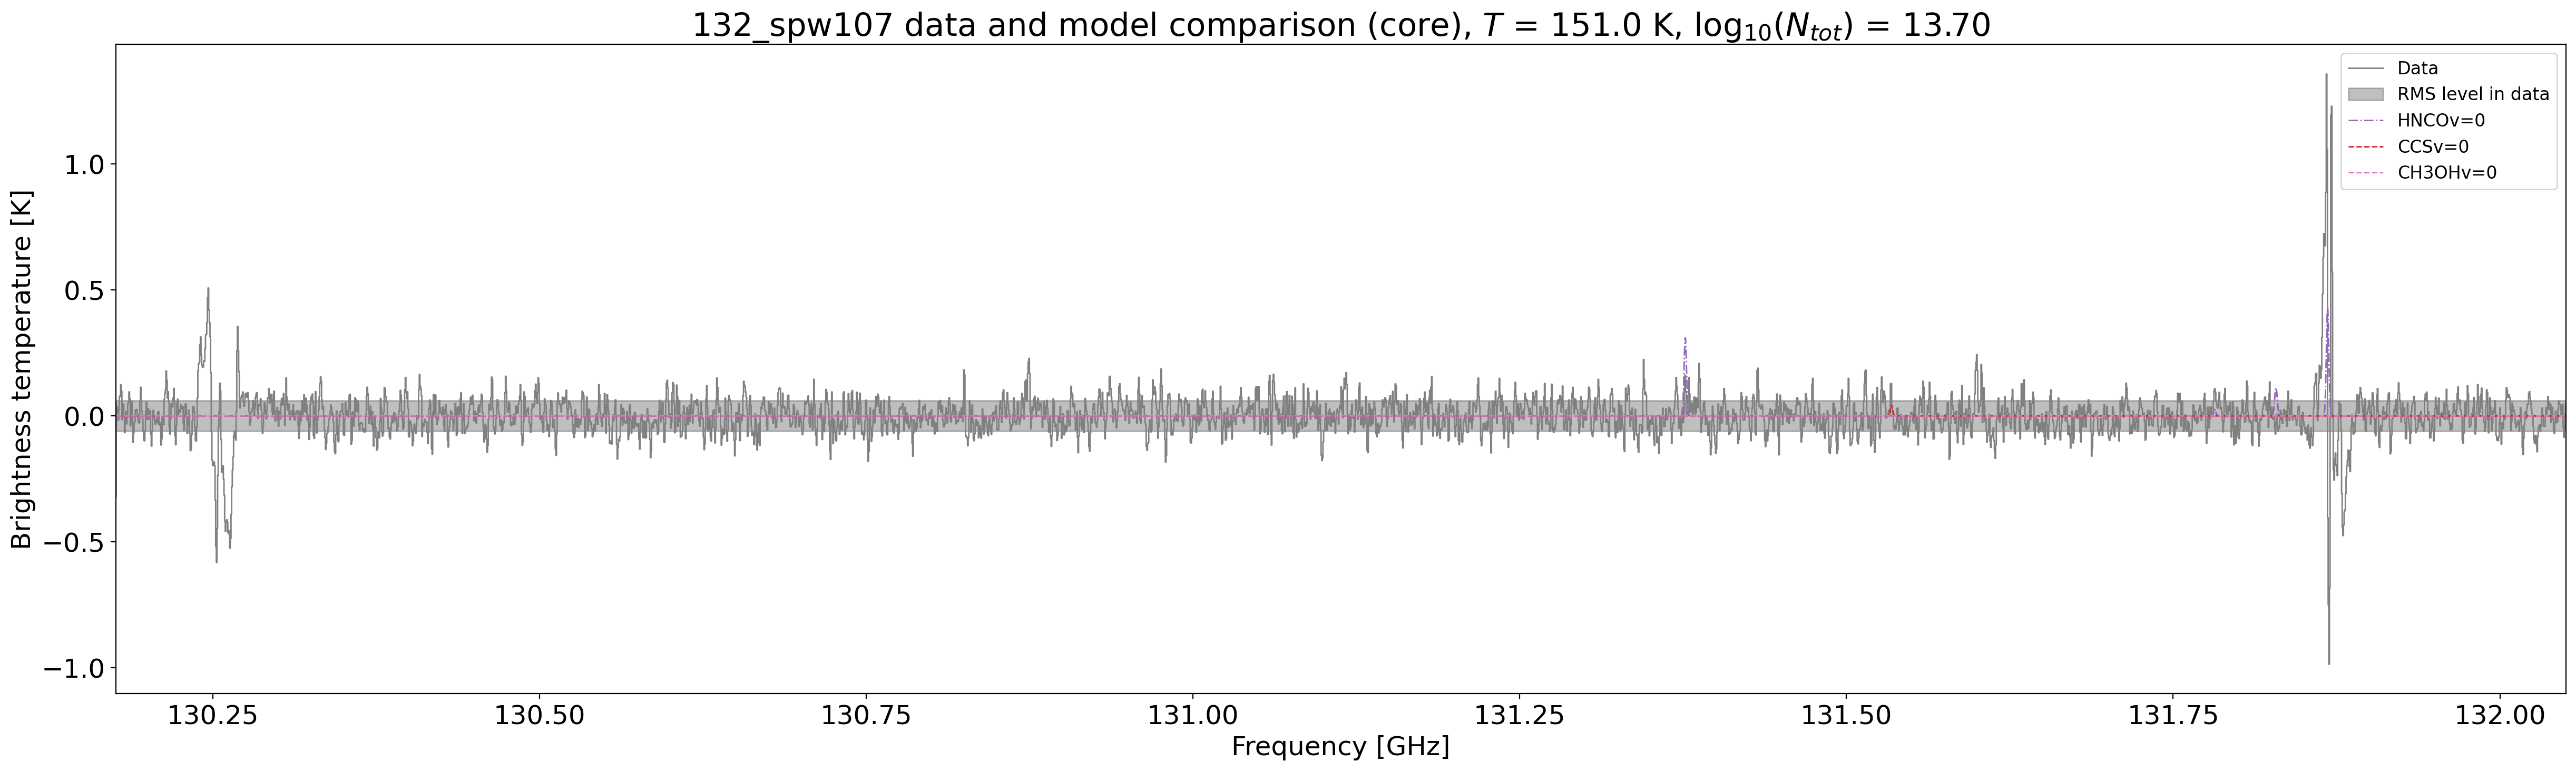 132_spw107 data and model comparison (core), T = 151.0 K, log₁₀(Nₜₒₜ) = 13.70
Data
RMS level in data
HNCOv=0
CCSv=0
CH3OHv=0
Brightness temperature [K]
1.0
0.5
0.0
−0.5
−1.0
130.25 130.50 130.75 131.00 131.25 131.50 131.75 132.00
Frequency [GHz]